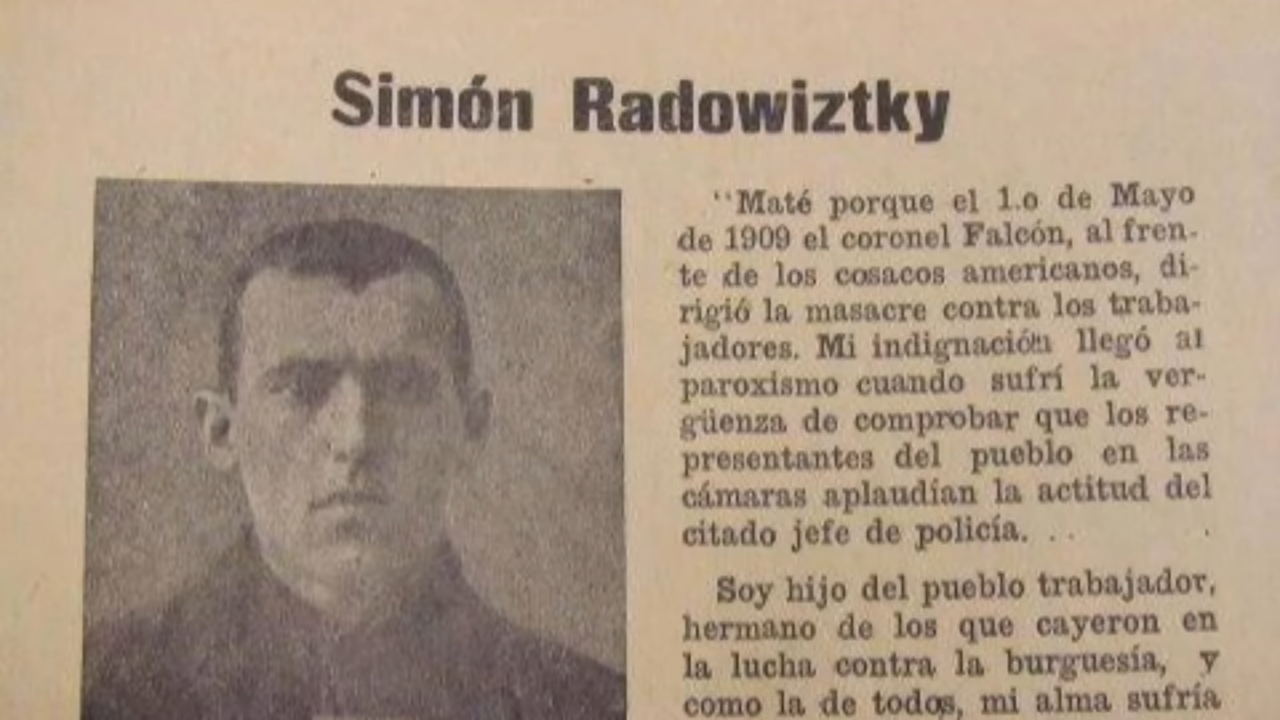 Simón Radowiztky
“Maté porque el 1.o de Mayo
de 1909 el coronel Falcón, al fren-
te de los cosacos americanos, di-
rigió la masacre contra los traba-
jadores. Mi indignación llegó al
paroxismo cuando sufrí la ver-
güenza de comprobar que los re-
presentantes del pueblo en las
cámaras aplaudían la actitud del
citado jefe de policía. . .
Soy hijo del pueblo trabajador,
hermano de los que cayeron en
la lucha contra la burguesía, y
como la de todos, mi alma sufría